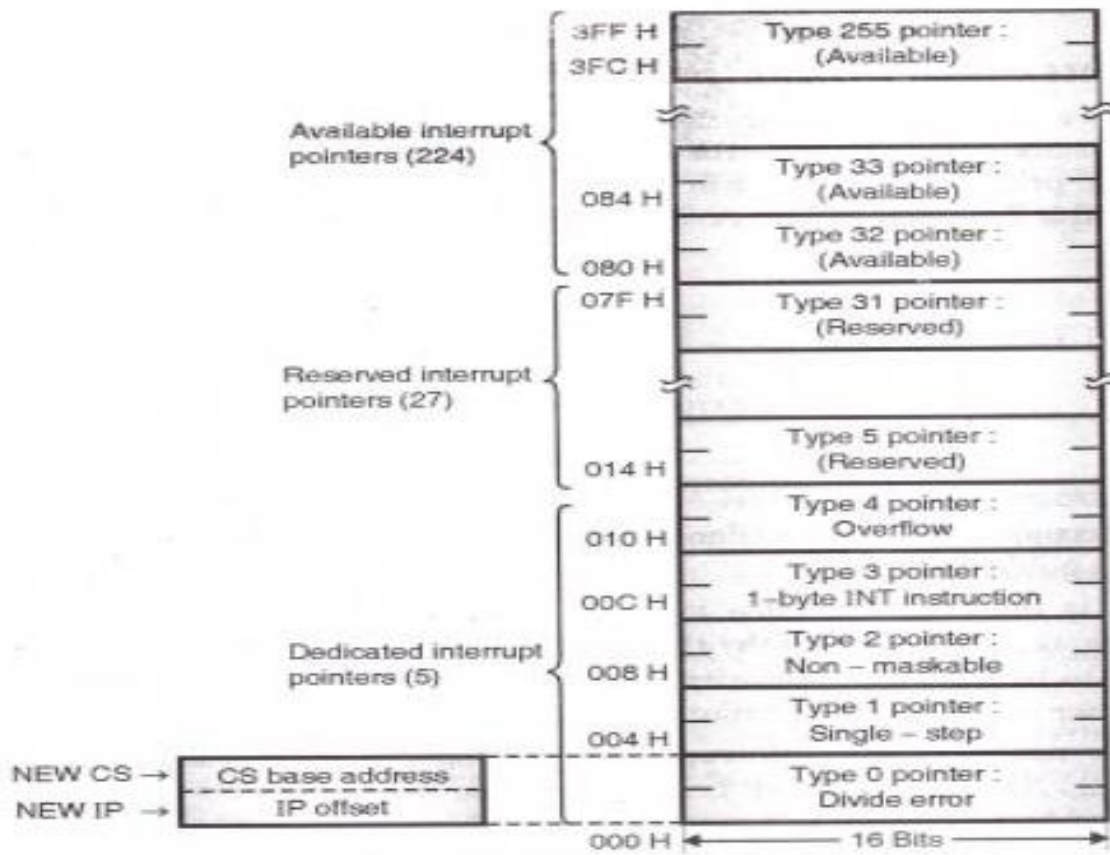 3FF H
Type 255 pointer :
(Available)
3FC H
Available interrupt
pointers (224)
Type 33 pointer :
(Available)
084 H
Type 32 pointer :
(Available)
080 H
07F H
Type 31 pointer :
(Reserved)
Reserved interrupt
pointers (27)
Type 5 pointer :
(Reserved)
014 H
Type 4 pointer :
Overflow
010 H
Type 3 pointer :
1-byte INT instruction
00C H
Dedicated interrupt
pointers (5)
Type 2 pointer :
Non - maskable
008 H
Type 1 pointer :
Single - step
004 H
NEW CS → CS base address
NEW IP → IP offset
Type 0 pointer :
Divide error
000 H
16 Bits